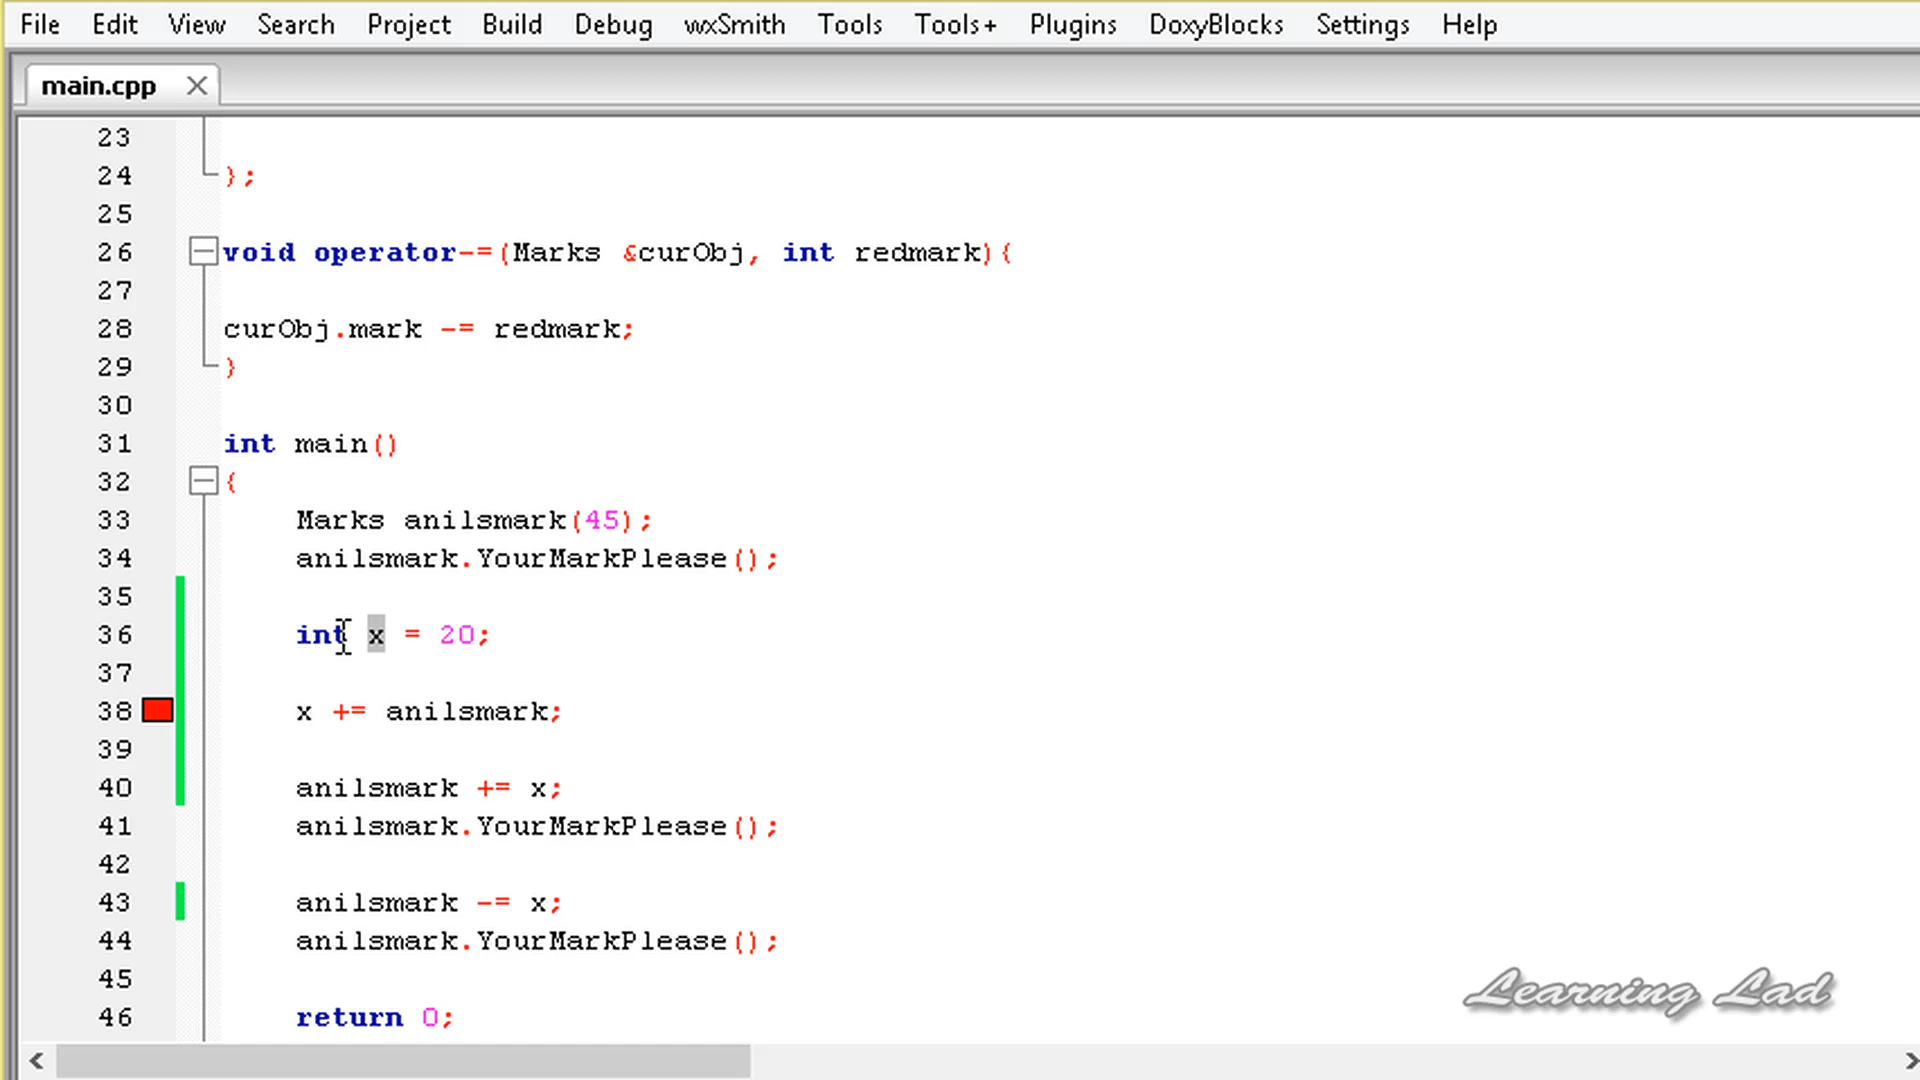 File Edit View Search Project Build Debug wxSmith Tools Tools+ Plugins DoxyBlocks Settings Help
main.cpp
23
24 };
25
26 void operator-=(Marks &curObj, int redmark){
27
28 curObj.mark -= redmark;
29 }
30
31 int main()
32 {
33 Marks anilsmark(45);
34 anilsmark.YourMarkPlease();
35
36 int x = 20;
37
38 x += anilsmark;
39
40 anilsmark += x;
41 anilsmark.YourMarkPlease();
42
43 anilsmark -= x;
44 anilsmark.YourMarkPlease();
45
46 return 0;
Learning Lad